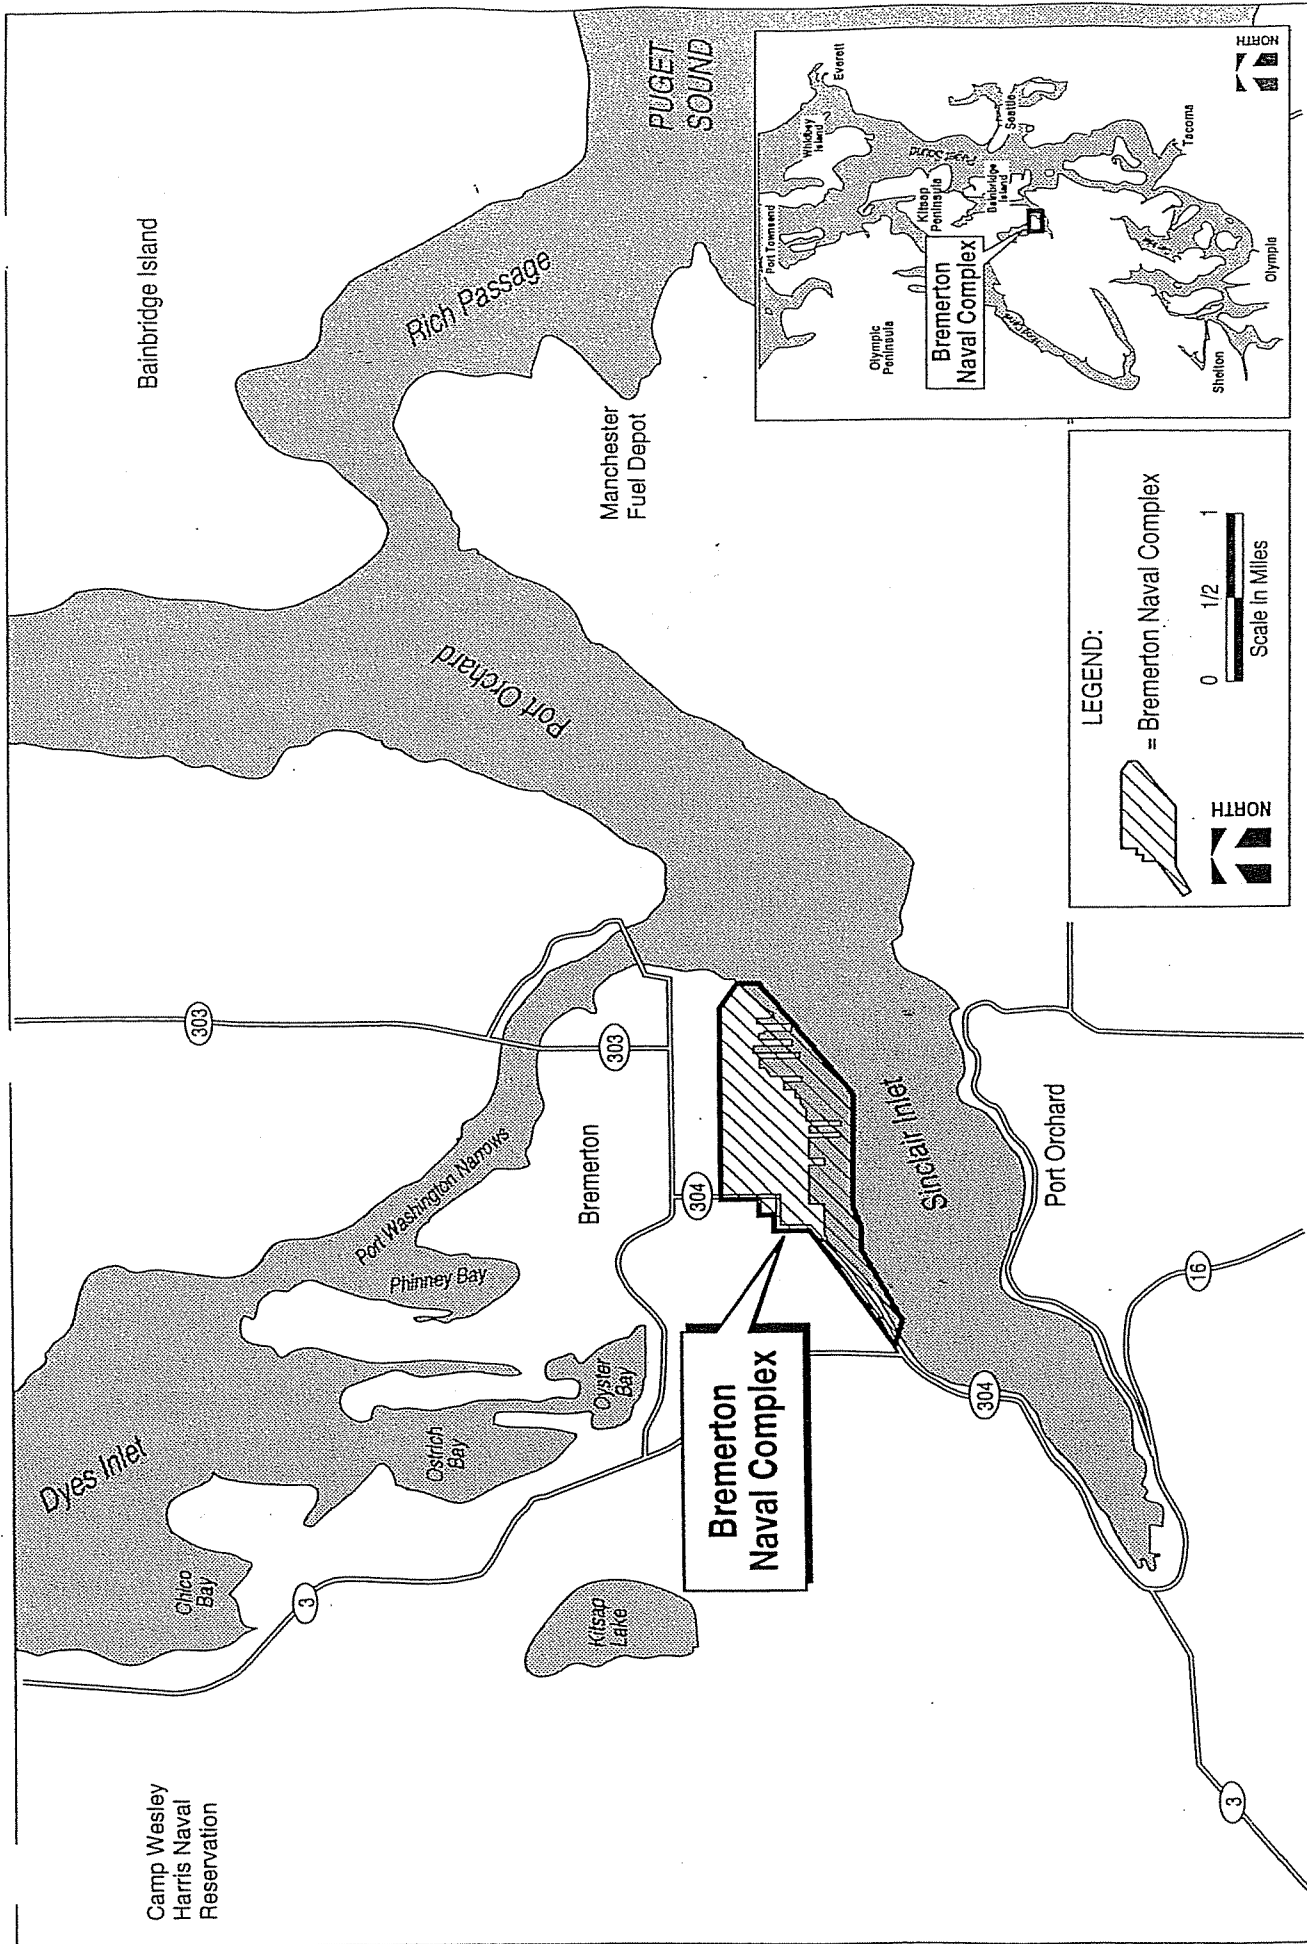 Camp Wesley
Harris Naval
Reservation
Dyes Inlet
Chico
Bay
3
Kitsap
Lake
Ostrich
Bay
Oyster
Bay
Phinney Bay
Port Washington Narrows
Bremerton
303
303
304
Bremerton
Naval Complex
304
3
16
Sinclair Inlet
Port Orchard
Port Orchard
Bainbridge Island
Rich Passage
Manchester
Fuel Depot
PUGET
SOUND
LEGEND:
= Bremerton Naval Complex
NORTH
0 1/2 1
Scale In Miles
Port Townsend
Whidbey
Island
Everett
Olympic
Peninsula
Kitsap
Peninsula
Puget Sound
Bainbridge
Island
Seattle
Bremerton
Naval Complex
Shelton
Olympia
Tacoma
NORTH